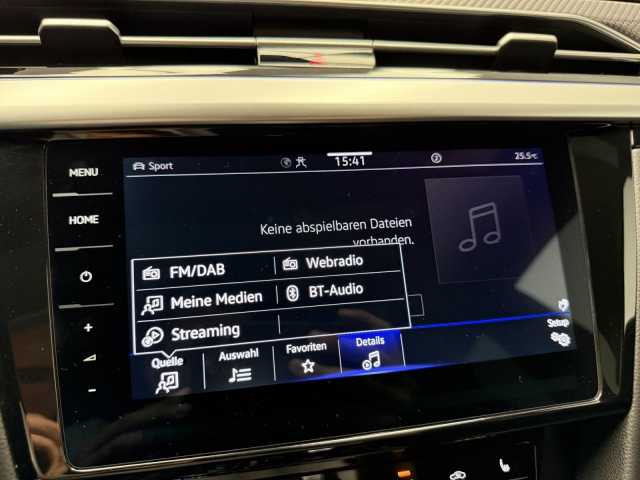 MENU
HOME
+
-
Sport
15:41
25.5°C
Keine abspielbaren Dateien
vorhanden.
FM/DAB
Webradio
Meine Medien
BT-Audio
Streaming
Quelle
Auswahl
Favoriten
Details
Setup